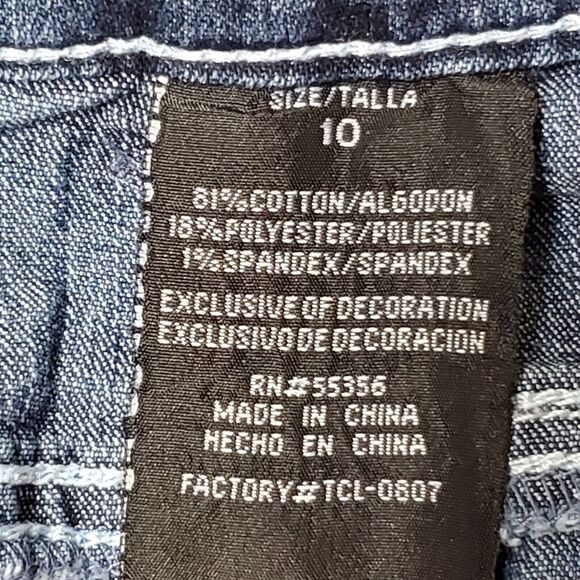 SIZE/TALLA
10
81%COTTON/ALGODON
18%POLYESTER/POLIESTER
1%SPANDEX/SPANDEX
EXCLUSIVE OF DECORATION
EXCLUSIVO DE DECORACION
RN#55356
MADE IN CHINA
HECHO EN CHINA
FACTORY#TCL-0807